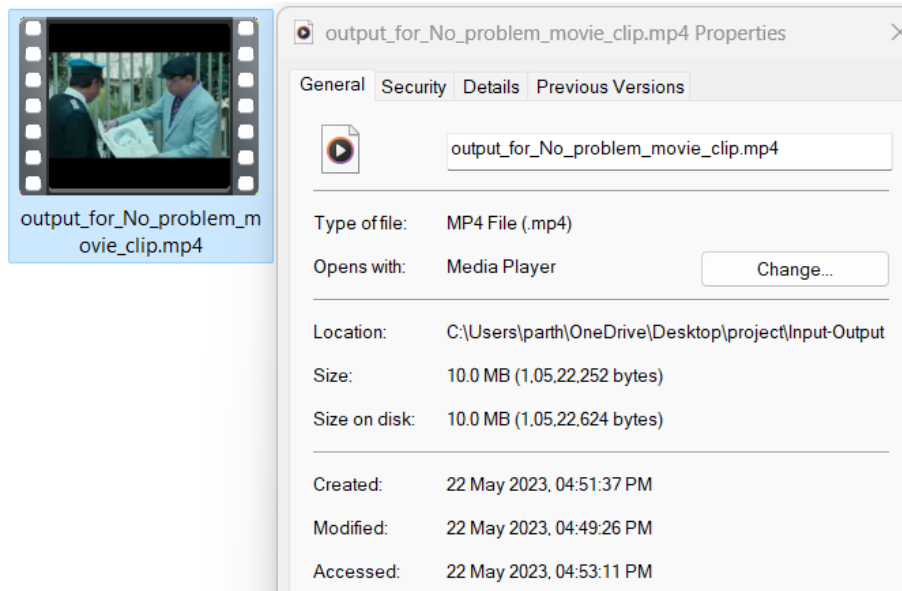 output_for_No_problem_m
ovie_clip.mp4
output_for_No_problem_movie_clip.mp4 Properties
General Security Details Previous Versions
output_for_No_problem_movie_clip.mp4
Type of file: MP4 File (.mp4)
Opens with: Media Player Change...
Location: C:\Users\parth\OneDrive\Desktop\project\Input-Output
Size: 10.0 MB (1,05,22,252 bytes)
Size on disk: 10.0 MB (1,05,22,624 bytes)
Created: 22 May 2023, 04:51:37 PM
Modified: 22 May 2023, 04:49:26 PM
Accessed: 22 May 2023, 04:53:11 PM